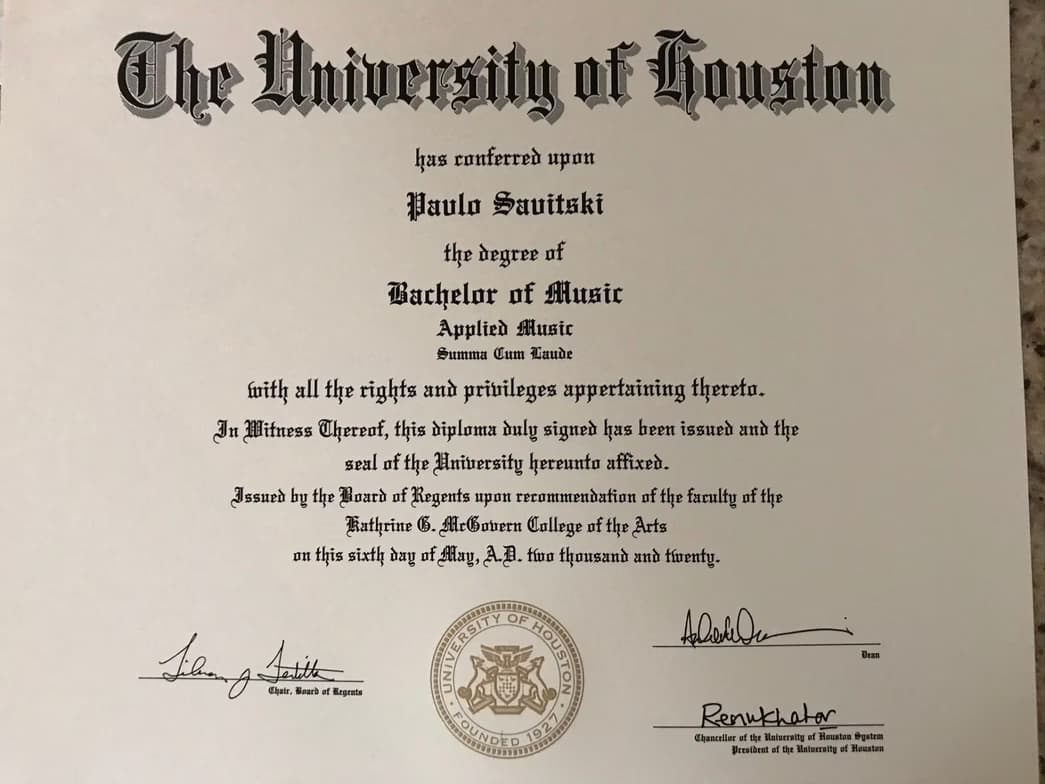 The University of Houston
has conferred upon
Pavlo Savitski
the degree of
Bachelor of Music
Applied Music
Summa Cum Laude
with all the rights and privileges appertaining thereto.
In Witness Thereof, this diploma duly signed has been issued and the
seal of the University hereunto affixed.
Issued by the Board of Regents upon recommendation of the faculty of the
Kathrine G. McGovern College of the Arts
on this sixth day of May, A.D. two thousand and twenty.
Chair, Board of Regents
UNIVERSITY OF HOUSTON
FOUNDED 1927
Dean
Renu Khator
Chancellor of the University of Houston System
President of the University of Houston